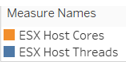 Measure Names
ESX Host Cores
ESX Host Threads